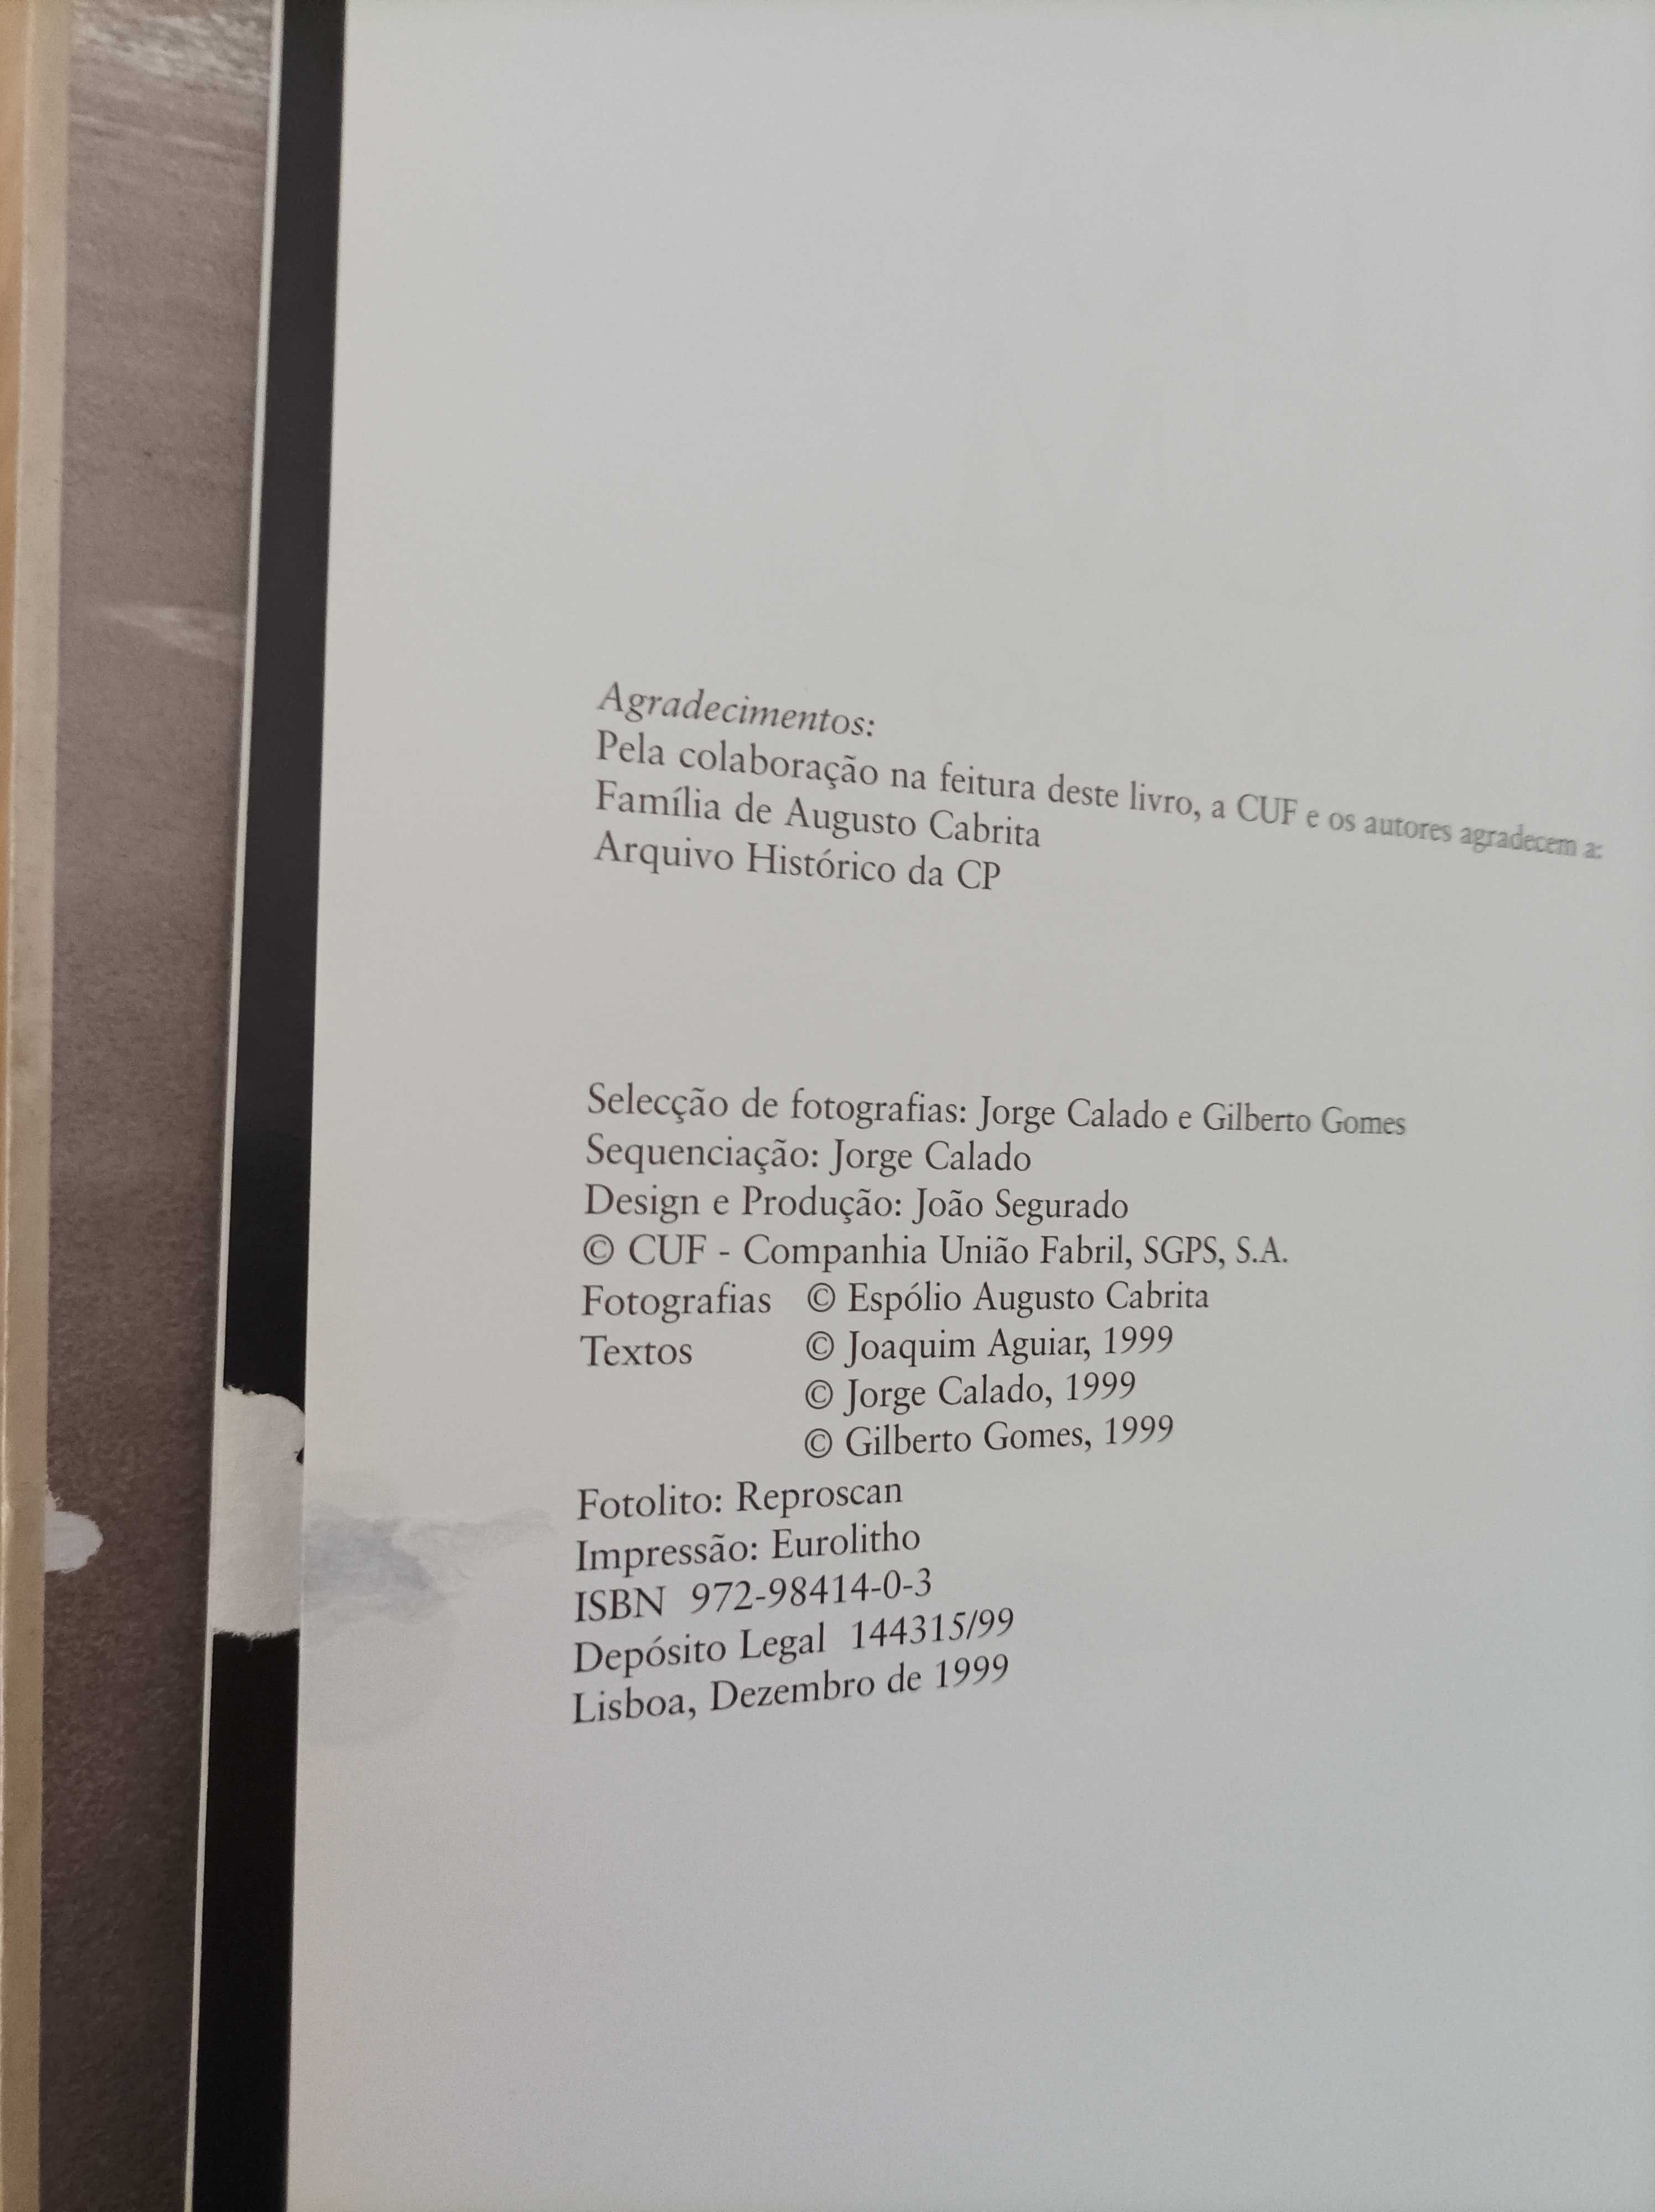 Agradecimentos:
Pela colaboração na feitura deste livro, a CUF e os autores agradecem a:
Família de Augusto Cabrita
Arquivo Histórico da CP
Selecção de fotografias: Jorge Calado e Gilberto Gomes
Sequenciação: Jorge Calado
Design e Produção: João Segurado
© CUF - Companhia União Fabril, SGPS, S.A.
Fotografias © Espólio Augusto Cabrita
Textos © Joaquim Aguiar, 1999
© Jorge Calado, 1999
© Gilberto Gomes, 1999
Fotolito: Reproscan
Impressão: Eurolitho
ISBN 972-98414-0-3
Depósito Legal 144315/99
Lisboa, Dezembro de 1999